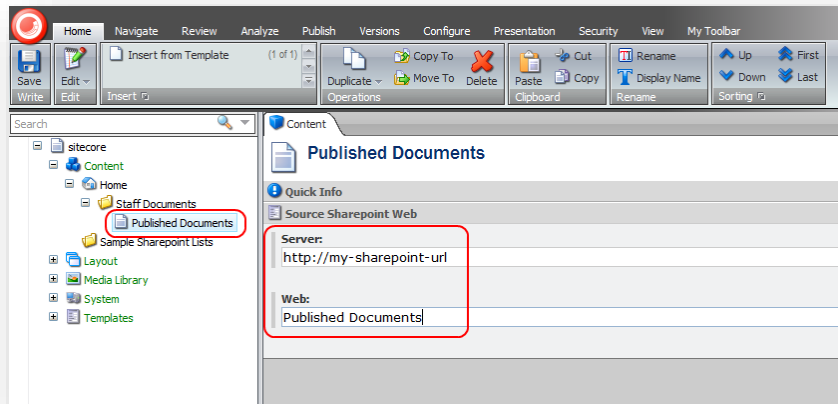 Home Navigate Review Analyze Publish Versions Configure Presentation Security View My Toolbar
Save
Write
Edit
Edit
Insert from Template (1 of 1)
Insert
Duplicate
Copy To
Move To
Delete
Operations
Paste
Cut
Copy
Clipboard
Rename
Display Name
Rename
Up
Down
First
Last
Sorting
Search
sitecore
Content
Home
Staff Documents
Published Documents
Sample Sharepoint Lists
Layout
Media Library
System
Templates
Content
Published Documents
Quick Info
Source Sharepoint Web
Server:
http://my-sharepoint-url
Web:
Published Documents